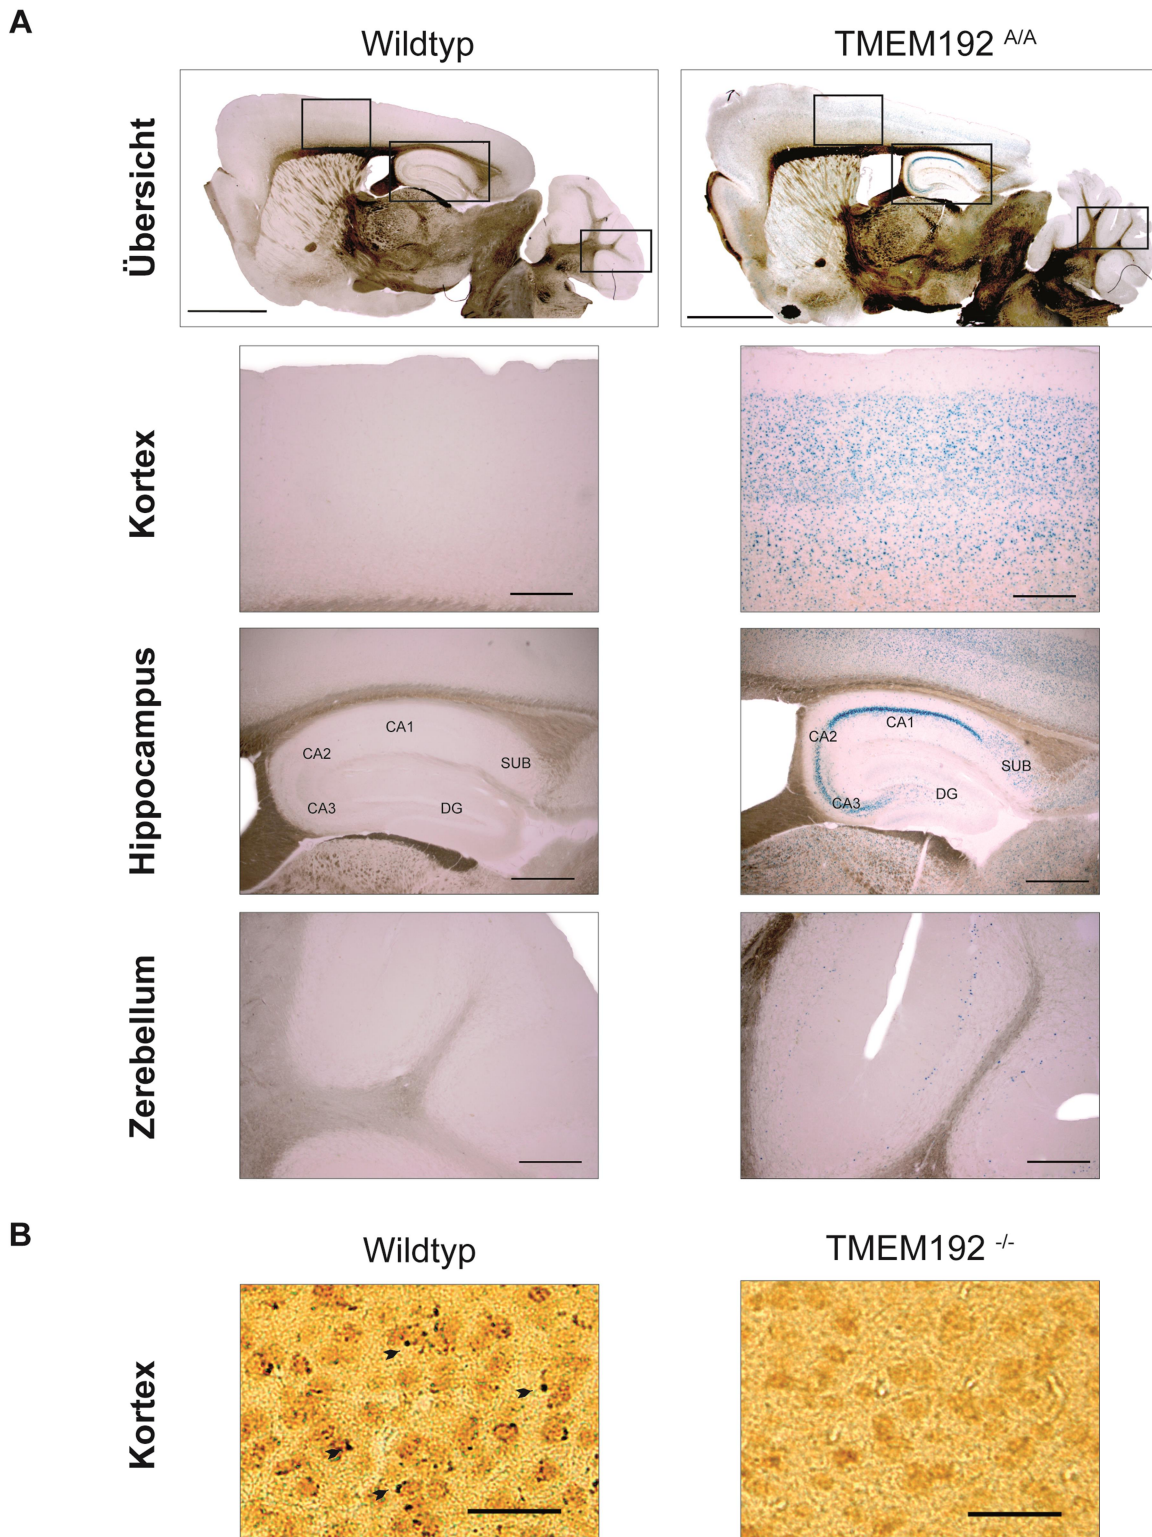 A
Wildtyp
TMEM192 A/A
Übersicht
Kortex
Hippocampus
CA1
CA2
SUB
CA3
DG
CA1
CA2
SUB
CA3
DG
Zerebellum
B
Wildtyp
TMEM192 -/-
Kortex